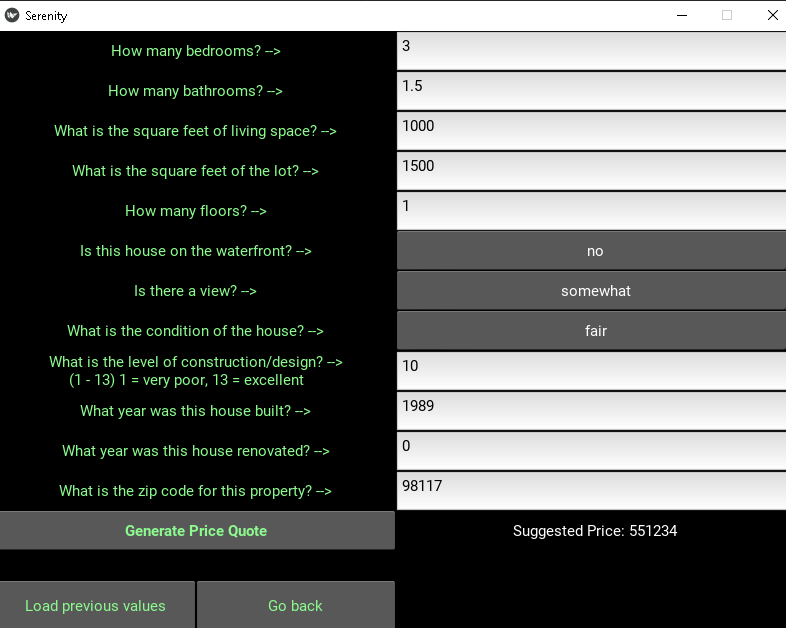 Serenity
How many bedrooms? --> 3
How many bathrooms? --> 1.5
What is the square feet of living space? --> 1000
What is the square feet of the lot? --> 1500
How many floors? --> 1
Is this house on the waterfront? --> no
Is there a view? --> somewhat
What is the condition of the house? --> fair
What is the level of construction/design? --> 10
(1 - 13) 1 = very poor, 13 = excellent
What year was this house built? --> 1989
What year was this house renovated? --> 0
What is the zip code for this property? --> 98117
Generate Price Quote Suggested Price: 551234
Load previous values Go back